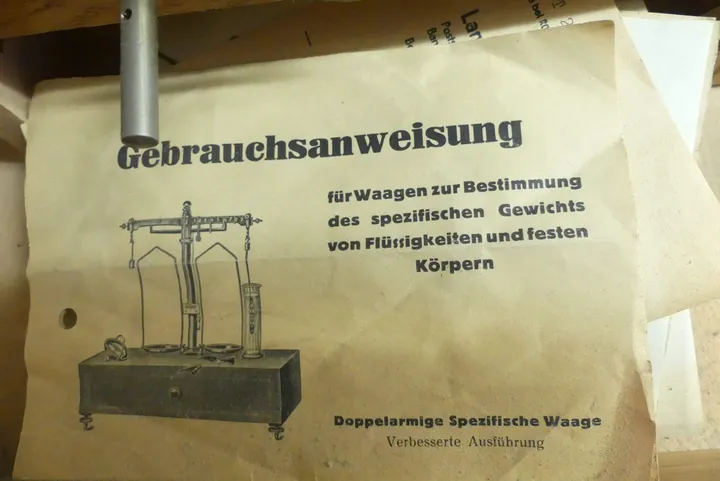 Gebrauchsanweisung
für Waagen zur Bestimmung
des spezifischen Gewichts
von Flüssigkeiten und festen
Körpern
Doppelarmige Spezifische Waage
Verbesserte Ausführung